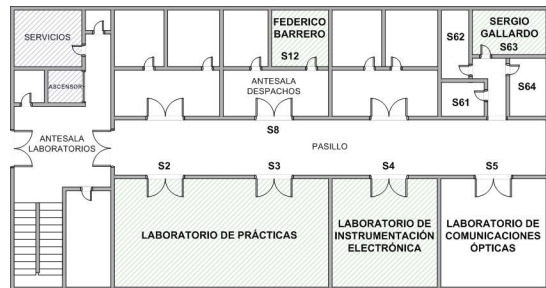 SERVICIOS
FEDERICO
BARRERO
S12
S62
SERGIO
GALLARDO
S63
ASCENSOR
ANTESALA
DESPACHOS
S61
S64
ANTESALA
LABORATORIOS
S8
PASILLO
S2
S3
S4
S5
LABORATORIO DE PRÁCTICAS
LABORATORIO DE
INSTRUMENTACIÓN
ELECTRÓNICA
LABORATORIO DE
COMUNICACIONES
ÓPTICAS